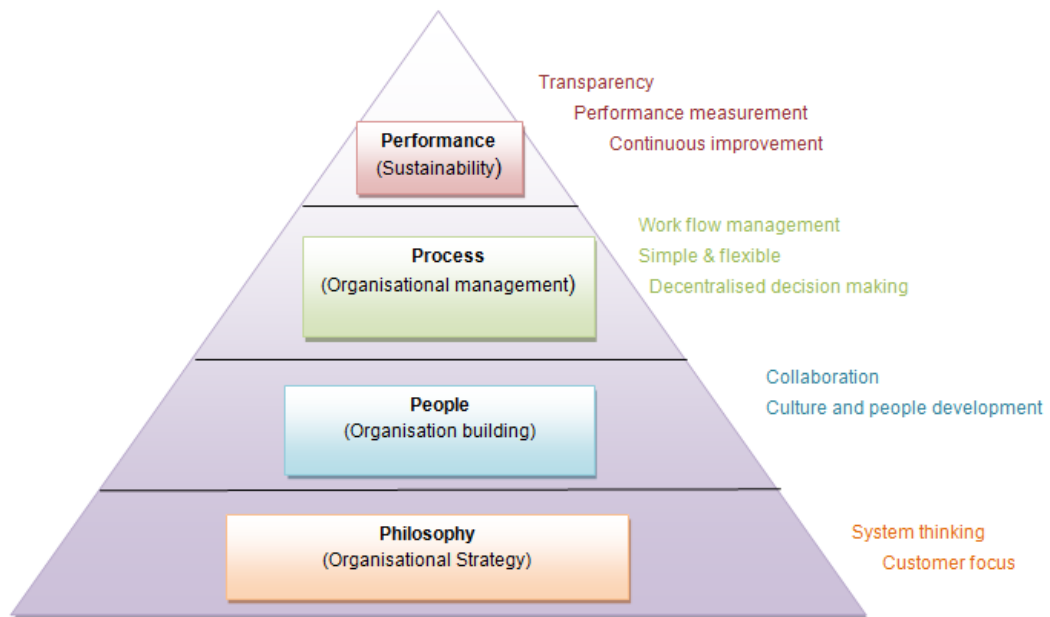 Transparency
Performance measurement
Continuous improvement
Performance
(Sustainability)
Work flow management
Simple & flexible
Decentralised decision making
Process
(Organisational management)
Collaboration
Culture and people development
People
(Organisation building)
System thinking
Customer focus
Philosophy
(Organisational Strategy)